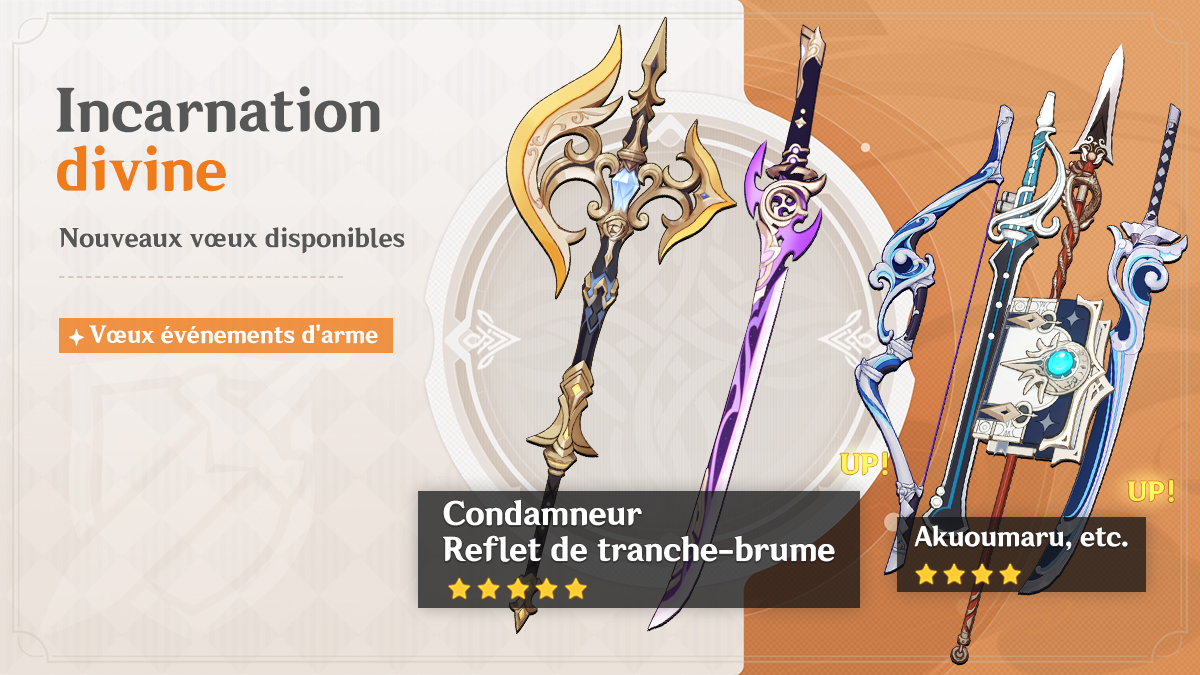 Incarnation
divine
Nouveaux vœux disponibles
Vœux événements d'arme
UP!
UP!
Condamneur
Reflet de tranche-brume
Akuoumaru, etc.